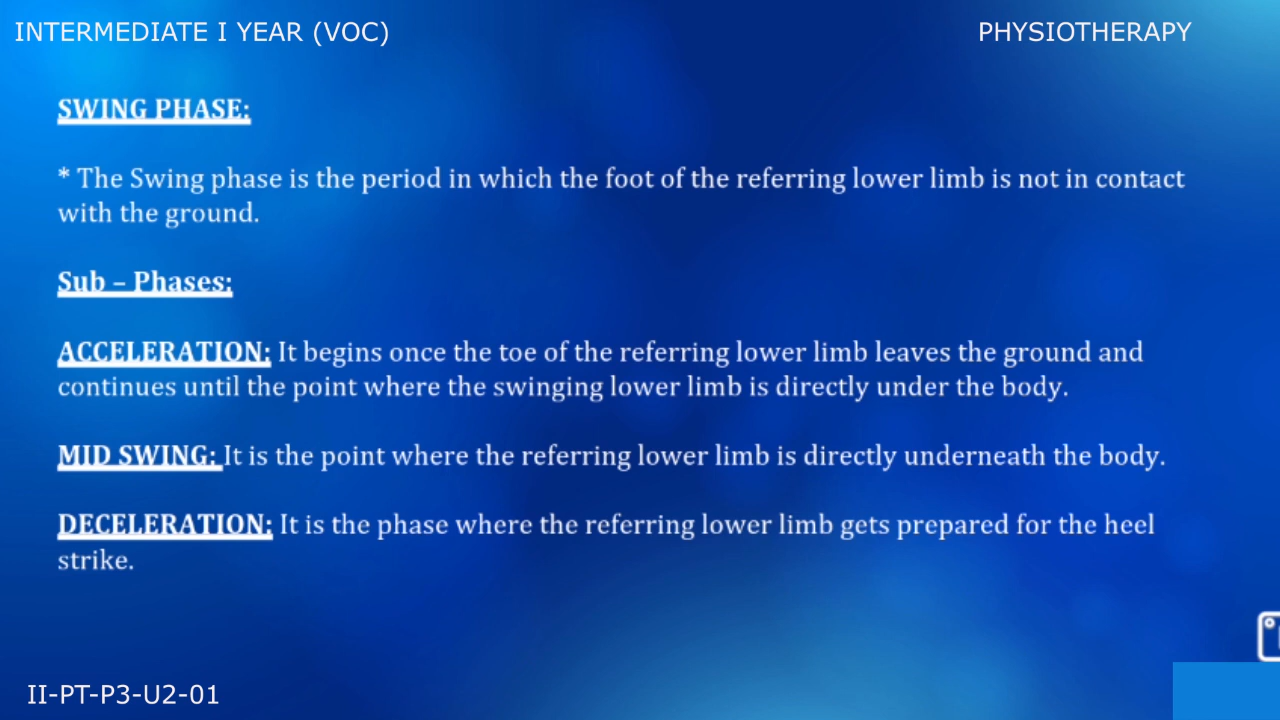 INTERMEDIATE I YEAR (VOC)
PHYSIOTHERAPY
SWING PHASE:
* The Swing phase is the period in which the foot of the referring lower limb is not in contact
with the ground.
Sub – Phases:
ACCELERATION: It begins once the toe of the referring lower limb leaves the ground and
continues until the point where the swinging lower limb is directly under the body.
MID SWING: It is the point where the referring lower limb is directly underneath the body.
DECELERATION: It is the phase where the referring lower limb gets prepared for the heel
strike.
II-PT-P3-U2-01